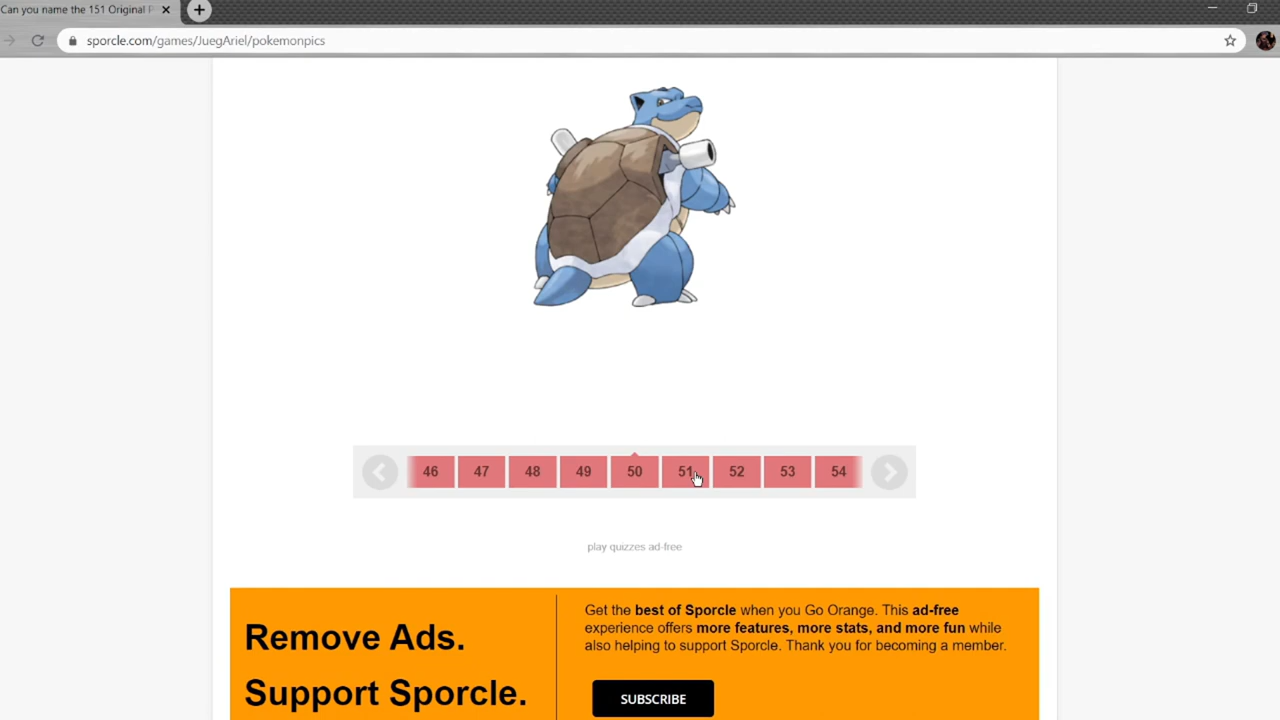 Can you name the 151 Original P
sporcle.com/games/JuegAriel/pokemonpics
46 47 48 49 50 51 52 53 54
play quizzes ad-free
Remove Ads.
Support Sporcle.
Get the best of Sporcle when you Go Orange. This ad-free
experience offers more features, more stats, and more fun while
also helping to support Sporcle. Thank you for becoming a member.
SUBSCRIBE